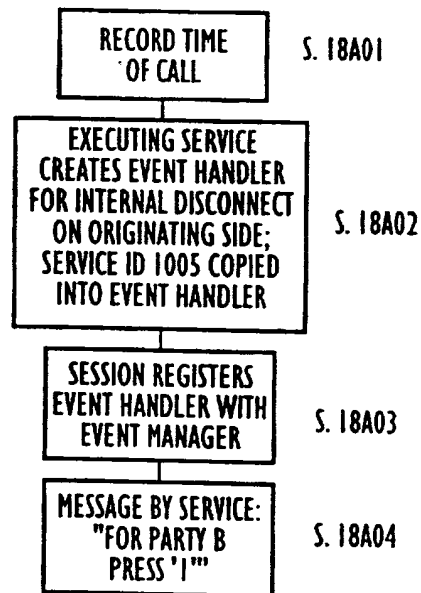 RECORD TIME
OF CALL
S. 18A01
EXECUTING SERVICE
CREATES EVENT HANDLER
FOR INTERNAL DISCONNECT
ON ORIGINATING SIDE;
SERVICE ID 1005 COPIED
INTO EVENT HANDLER
S. 18A02
SESSION REGISTERS
EVENT HANDLER WITH
EVENT MANAGER
S. 18A03
MESSAGE BY SERVICE:
"FOR PARTY B
PRESS '1'"
S. 18A04